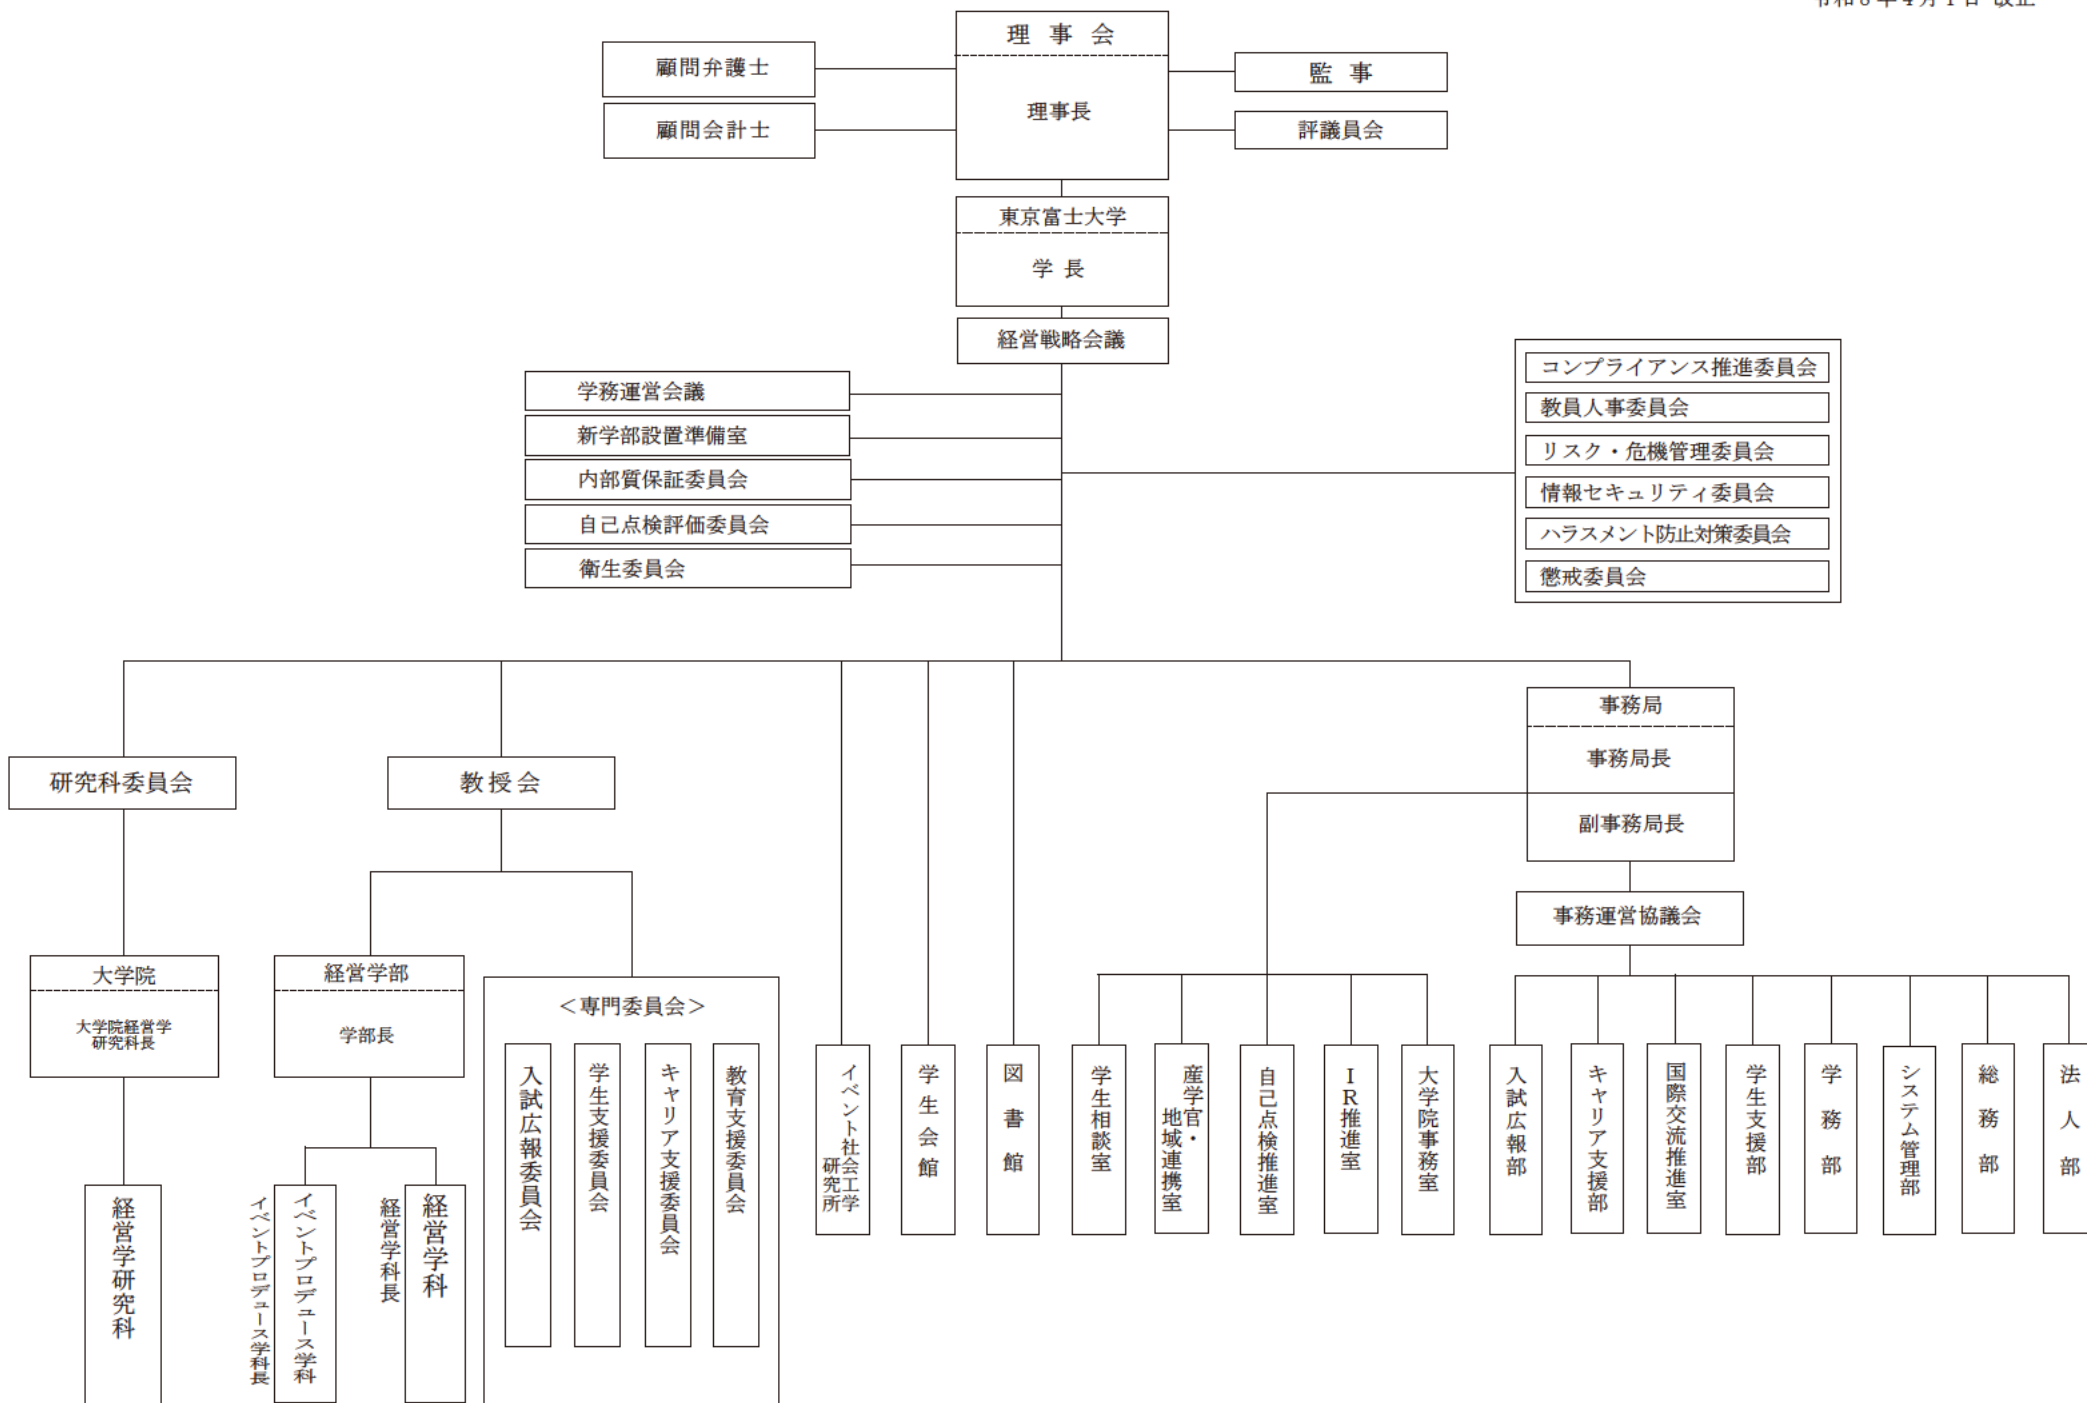 理事会
顧問弁護士
監事
理事長
顧問会計士
評議員会
東京富士大学
学長
経営戦略会議
学務運営会議
新学部設置準備室
内部質保証委員会
自己点検評価委員会
衛生委員会
コンプライアンス推進委員会
教員人事委員会
リスク・危機管理委員会
情報セキュリティ委員会
ハラスメント防止対策委員会
懲戒委員会
事務局
事務局長
副事務局長
事務運営協議会
研究科委員会
教授会
大学院
大学院経営学
研究科長
経営学部
学部長
<専門委員会>
経営学研究科
イベントプロデュース学科長
イベントプロデュース学科
経営学科長
経営学科
入試広報委員会
学生支援委員会
キャリア支援委員会
教育支援委員会
イベント社会工学
研究所
学生会館
図書館
学生相談室
産学官・
地域連携室
自己点検推進室
IR推進室
大学院事務室
入試広報部
キャリア支援部
国際交流推進室
学生支援部
学務部
システム管理部
総務部
法人部